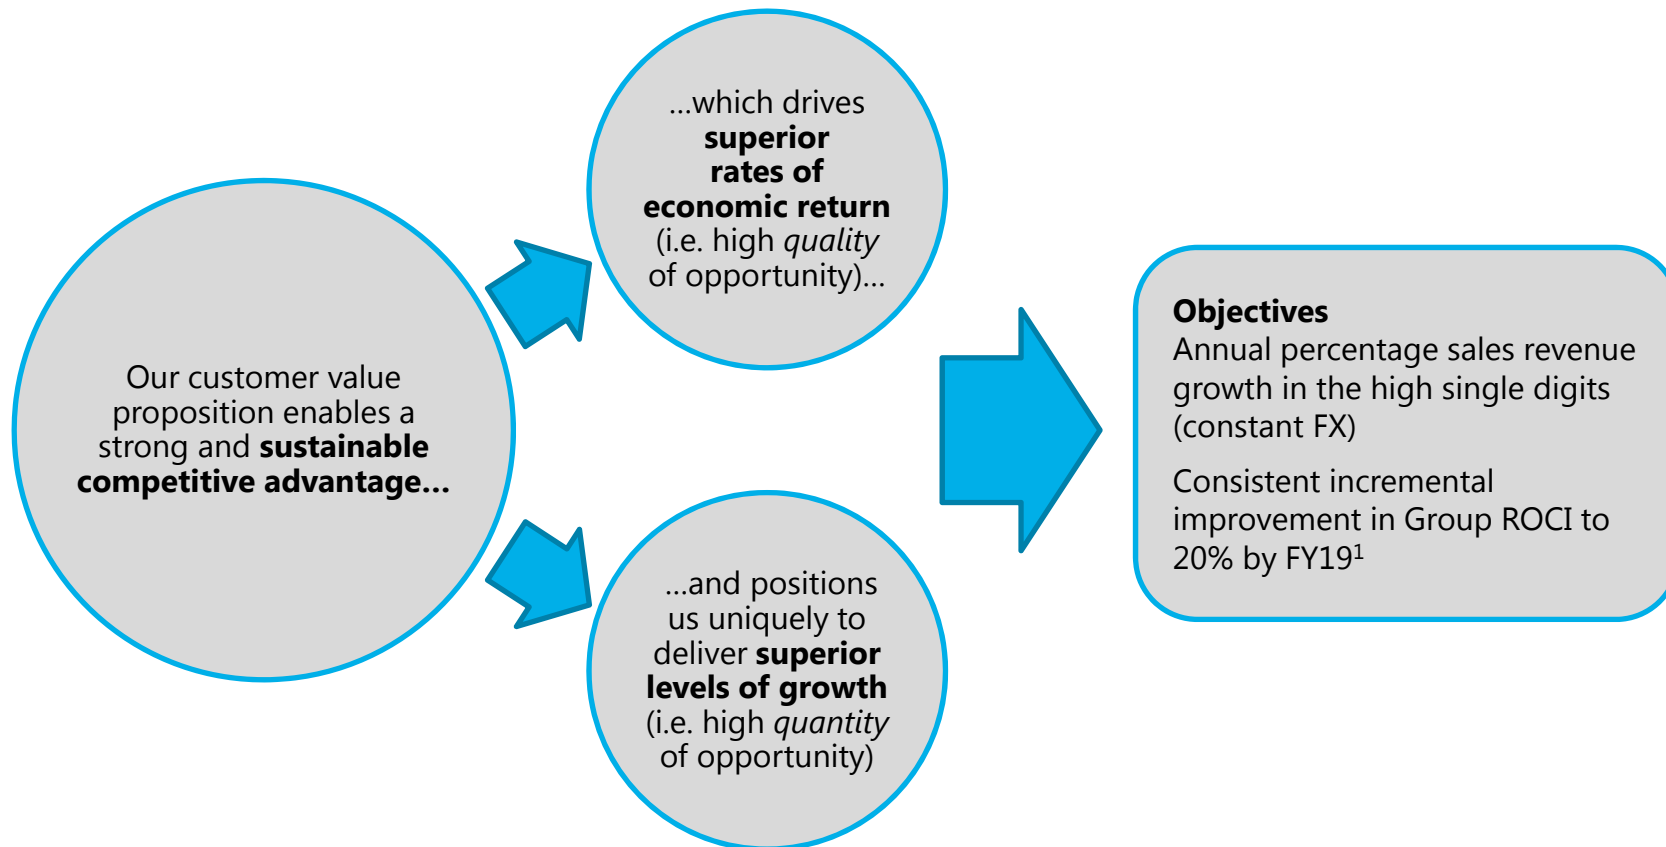 Our customer value
proposition enables a
strong and sustainable
competitive advantage...
...which drives
superior
rates of
economic return
(i.e. high quality
of opportunity)...
...and positions
us uniquely to
deliver superior
levels of growth
(i.e. high quantity
of opportunity)
Objectives
Annual percentage sales revenue
growth in the high single digits
(constant FX)
Consistent incremental
improvement in Group ROCI to
20% by FY19¹